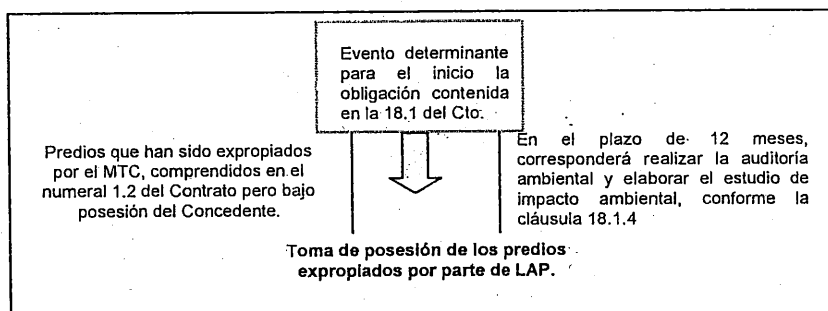 Evento determinante
para el inicio la
obligación contenida
en la 18.1 del Cto.
Predios que han sido expropiados
por el MTC, comprendidos en el
numeral 1.2 del Contrato pero bajo
posesión del Concedente.
En el plazo de 12 meses,
corresponderá realizar la auditoría
ambiental y elaborar el estudio de
impacto ambiental, conforme la
cláusula 18.1.4
Toma de posesión de los predios
expropiados por parte de LAP.